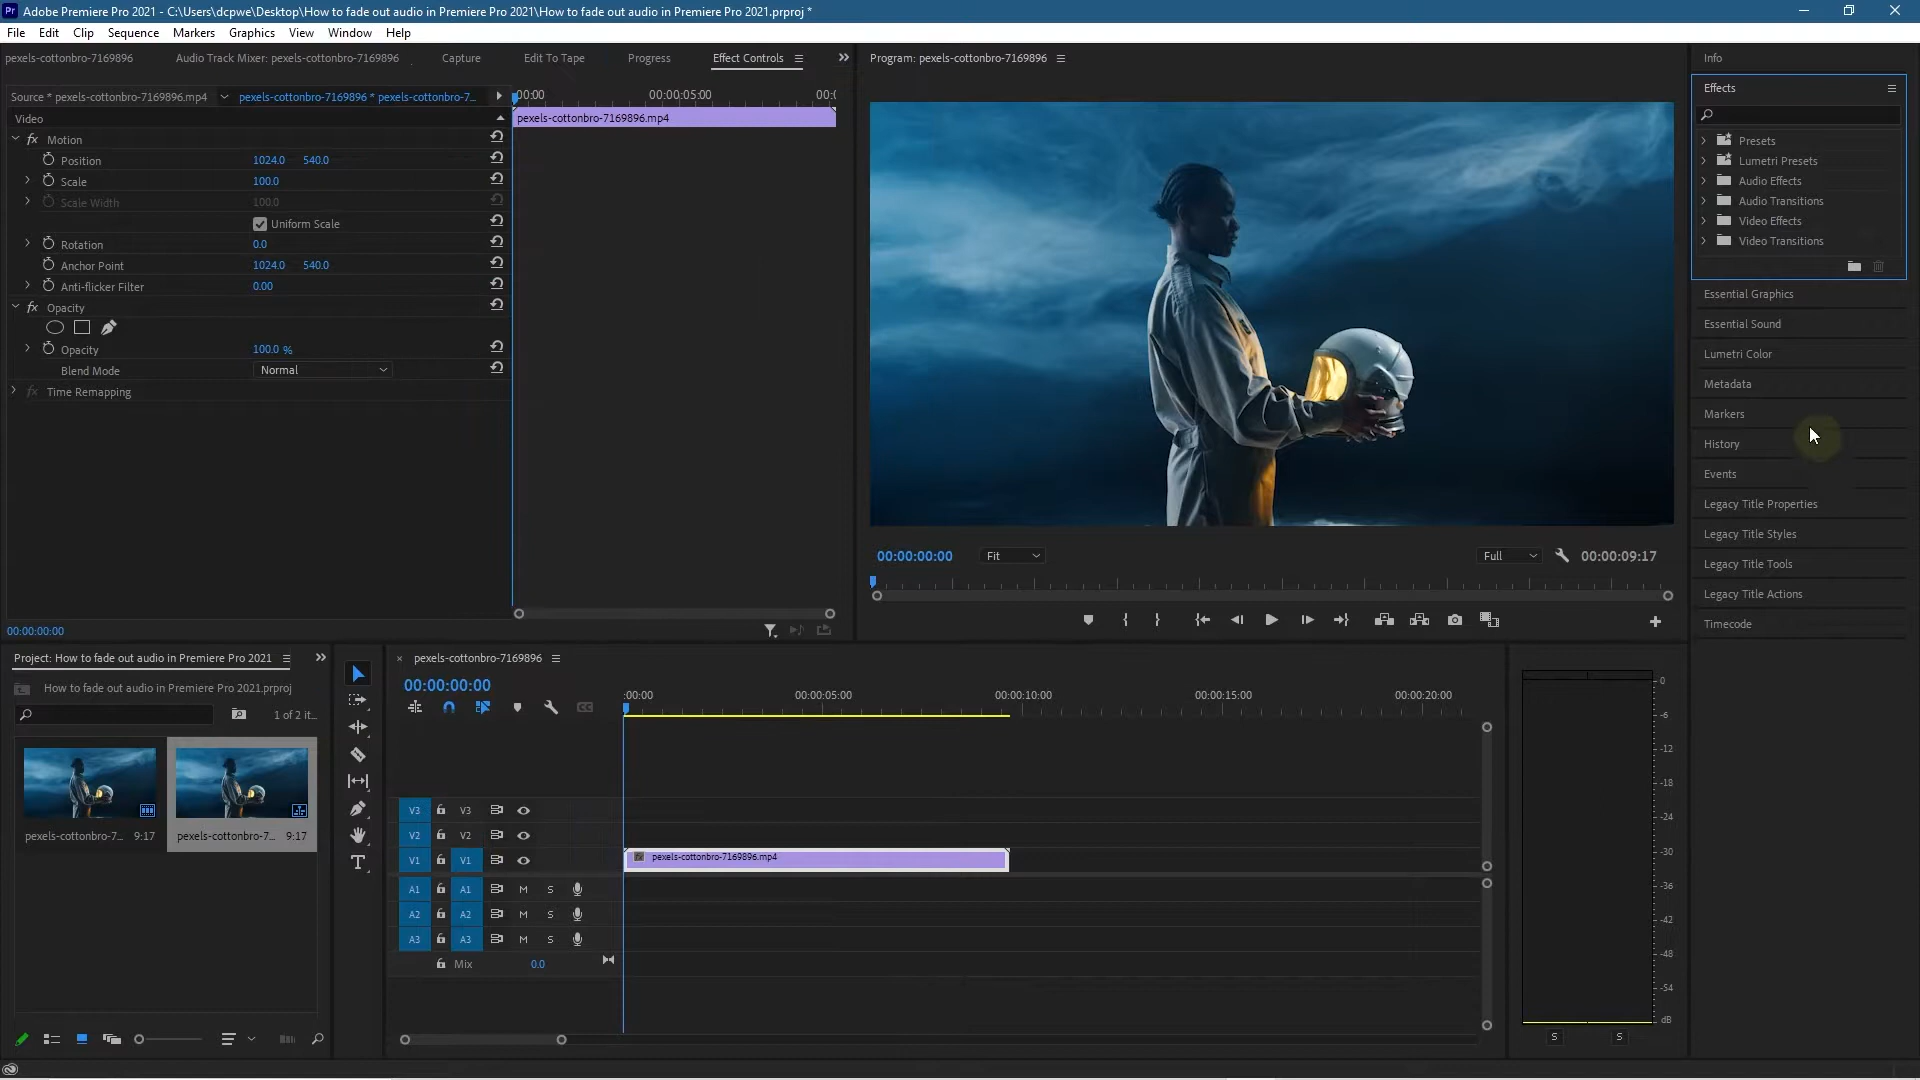 Adobe Premiere Pro 2021 - C:\Users\dcpwe\Desktop\How to fade out audio in Premiere Pro 2021\How to fade out audio in Premiere Pro 2021.prproj *
File Edit Clip Sequence Markers Graphics View Window Help
pexels-cottonbro-7169896 Audio Track Mixer: pexels-cottonbro-7169896 Capture Edit To Tape Progress Effect Controls
Source * pexels-cottonbro-7169896.mp4 pexels-cottonbro-7169896 * pexels-cottonbro-7...
Video
fx Motion
Position 1024.0 540.0
Scale 100.0
Scale Width 100.0
Uniform Scale
Rotation 0.0
Anchor Point 1024.0 540.0
Anti-flicker Filter 0.00
fx Opacity
Opacity 100.0 %
Blend Mode Normal
fx Time Remapping
00:00 00:00:05:00 00:0
pexels-cottonbro-7169896.mp4
00:00:00:00
Program: pexels-cottonbro-7169896
00:00:00:00 Fit Full 00:00:09:17
Info
Effects
Presets
Lumetri Presets
Audio Effects
Audio Transitions
Video Effects
Video Transitions
Essential Graphics
Essential Sound
Lumetri Color
Metadata
Markers
History
Events
Legacy Title Properties
Legacy Title Styles
Legacy Title Tools
Legacy Title Actions
Timecode
Project: How to fade out audio in Premiere Pro 2021
How to fade out audio in Premiere Pro 2021.prproj
1 of 2 it...
pexels-cottonbro-7... 9:17 pexels-cottonbro-7... 9:17
pexels-cottonbro-7169896
00:00:00:00
:00:00 00:00:05:00 00:00:10:00 00:00:15:00 00:00:20:00
V3 V3
V2 V2
V1 V1 pexels-cottonbro-7169896.mp4
A1 A1 M S
A2 A2 M S
A3 A3 M S
Mix 0.0
0
-6
-12
-18
-24
-30
-36
-42
-48
-54
dB
S S